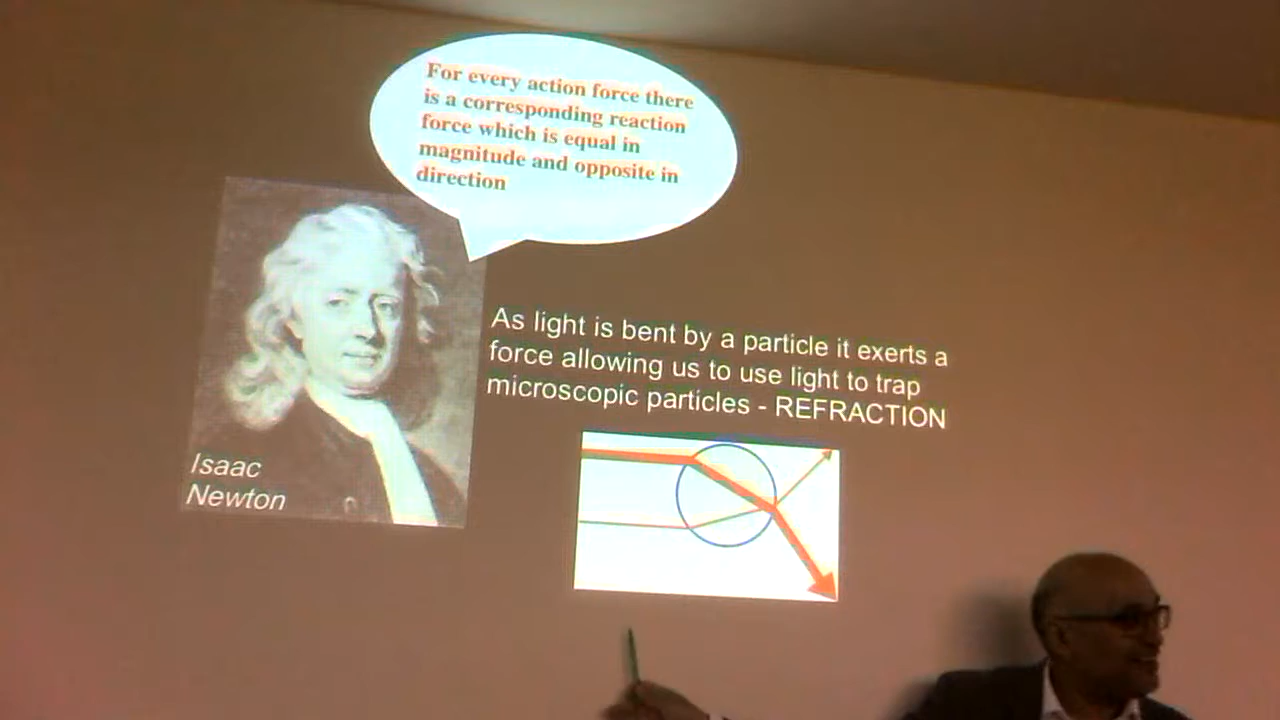 For every action force there
is a corresponding reaction
force which is equal in
magnitude and opposite in
direction
As light is bent by a particle it exerts a
force allowing us to use light to trap
microscopic particles - REFRACTION
Isaac
Newton